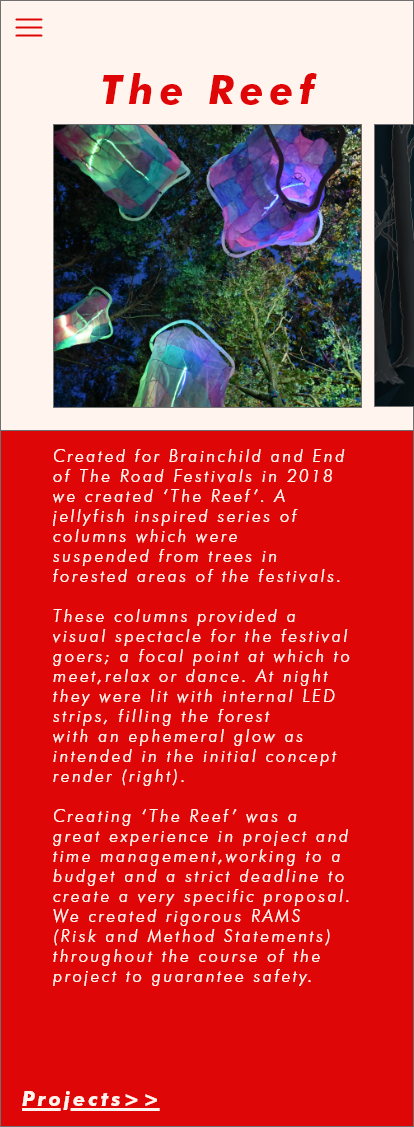 The Reef
Created for Brainchild and End
of The Road Festivals in 2018
we created ‘The Reef’. A
jellyfish inspired series of
columns which were
suspended from trees in
forested areas of the festivals.
These columns provided a
visual spectacle for the festival
goers; a focal point at which to
meet,relax or dance. At night
they were lit with internal LED
strips, filling the forest
with an ephemeral glow as
intended in the initial concept
render (right).
Creating ‘The Reef’ was a
great experience in project and
time management,working to a
budget and a strict deadline to
create a very specific proposal.
We created rigorous RAMS
(Risk and Method Statements)
throughout the course of the
project to guarantee safety.
Projects>>